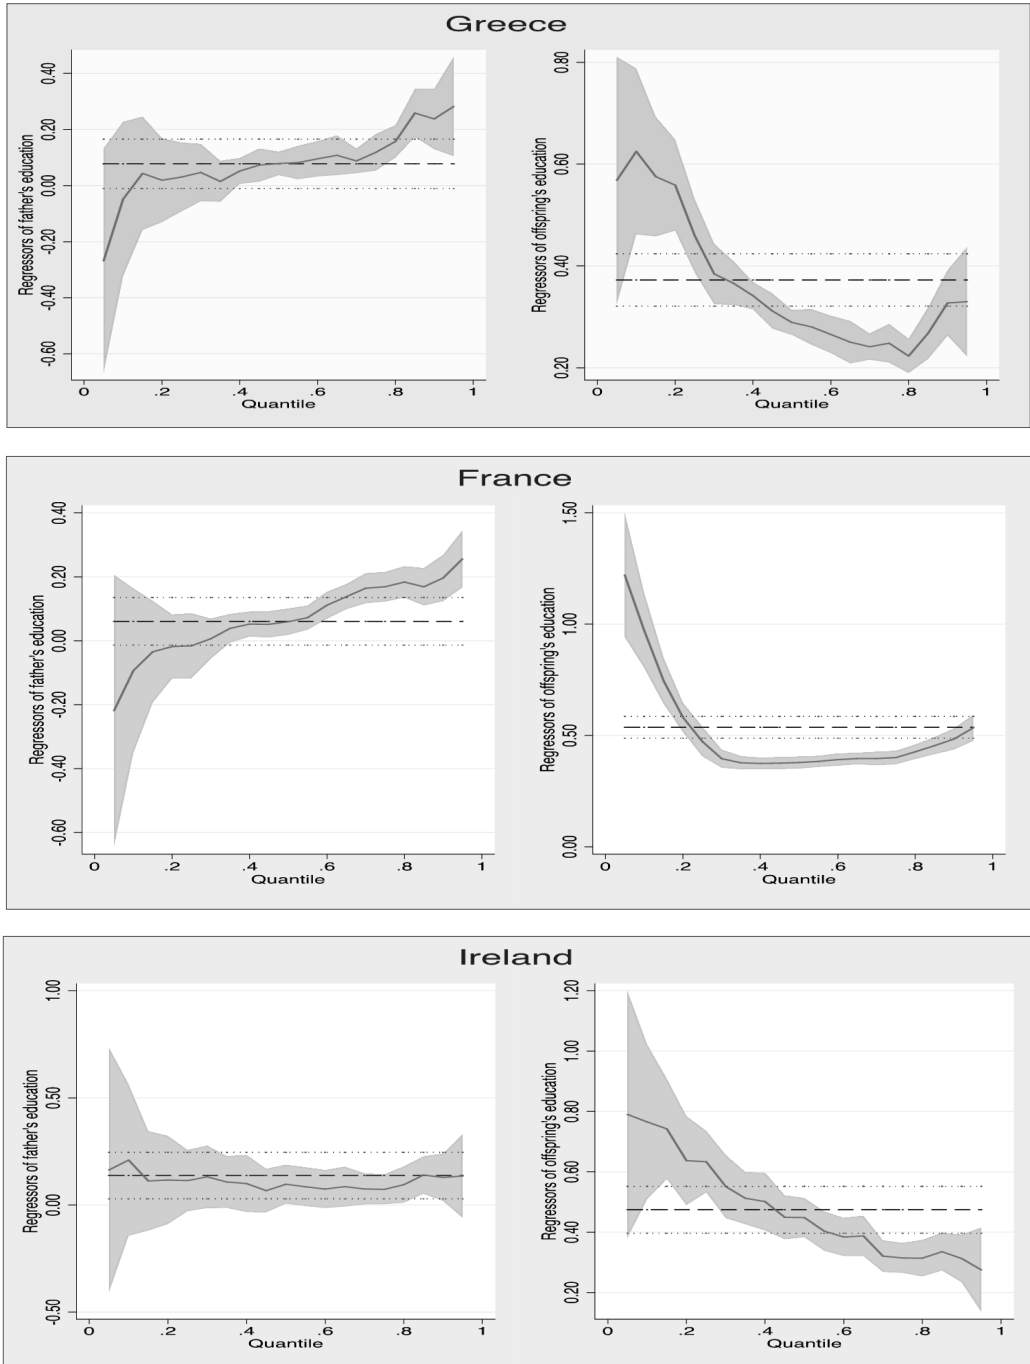 Greece
Regressors of father's education
0.40
0.20
0.00
-0.20
-0.40
-0.60
0 .2 .4 .6 .8 1
Quantile
Regressors of offspring's education
0.80
0.60
0.40
0.20
0 .2 .4 .6 .8 1
Quantile
France
Regressors of father's education
0.40
0.20
0.00
-0.20
-0.40
-0.60
0 .2 .4 .6 .8 1
Quantile
Regressors of offspring's education
1.50
1.00
0.50
0.00
0 .2 .4 .6 .8 1
Quantile
Ireland
Regressors of father's education
1.00
0.50
0.00
-0.50
0 .2 .4 .6 .8 1
Quantile
Regressors of offspring's education
1.20
1.00
0.80
0.60
0.40
0.20
0 .2 .4 .6 .8 1
Quantile